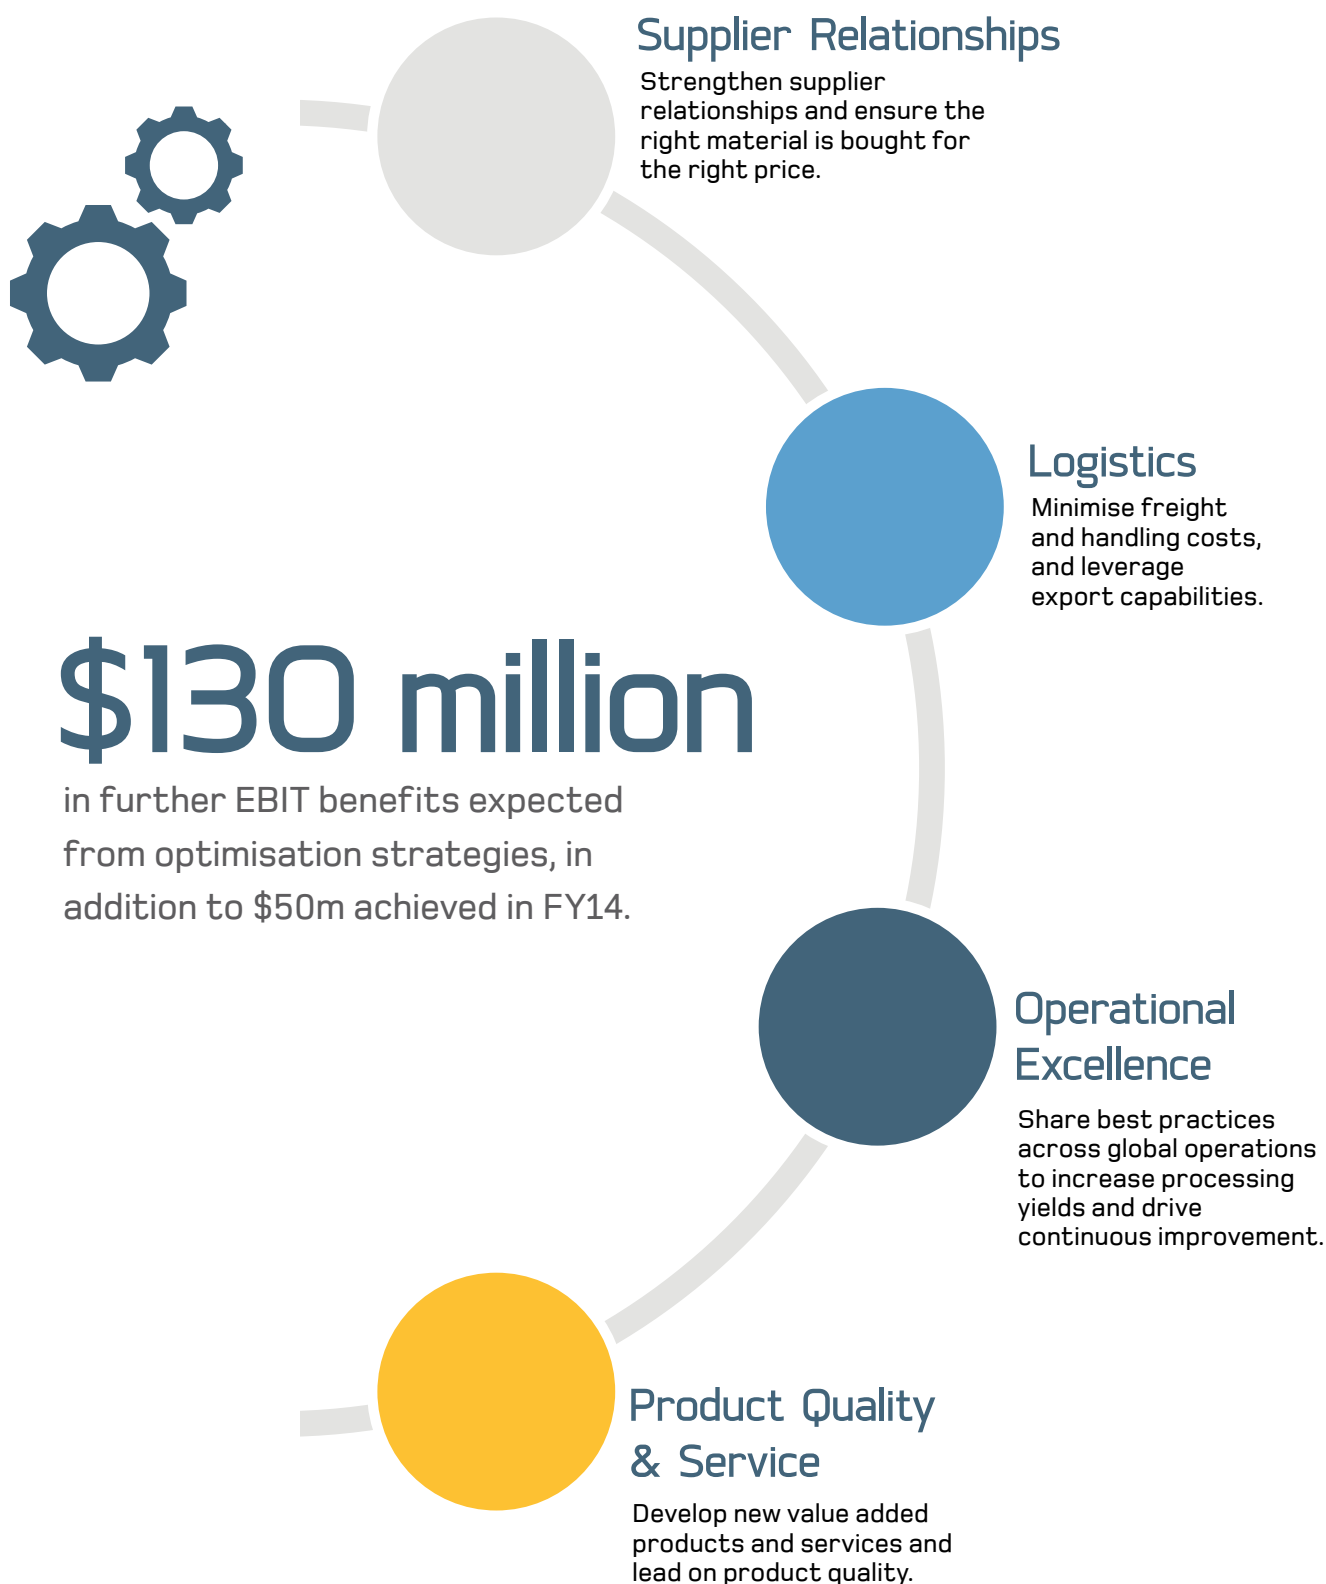 Supplier Relationships
Strengthen supplier
relationships and ensure the
right material is bought for
the right price.
Logistics
Minimise freight
and handling costs,
and leverage
export capabilities.
$130 million
in further EBIT benefits expected
from optimisation strategies, in
addition to $50m achieved in FY14.
Operational
Excellence
Share best practices
across global operations
to increase processing
yields and drive
continuous improvement.
Product Quality
& Service
Develop new value added
products and services and
lead on product quality.